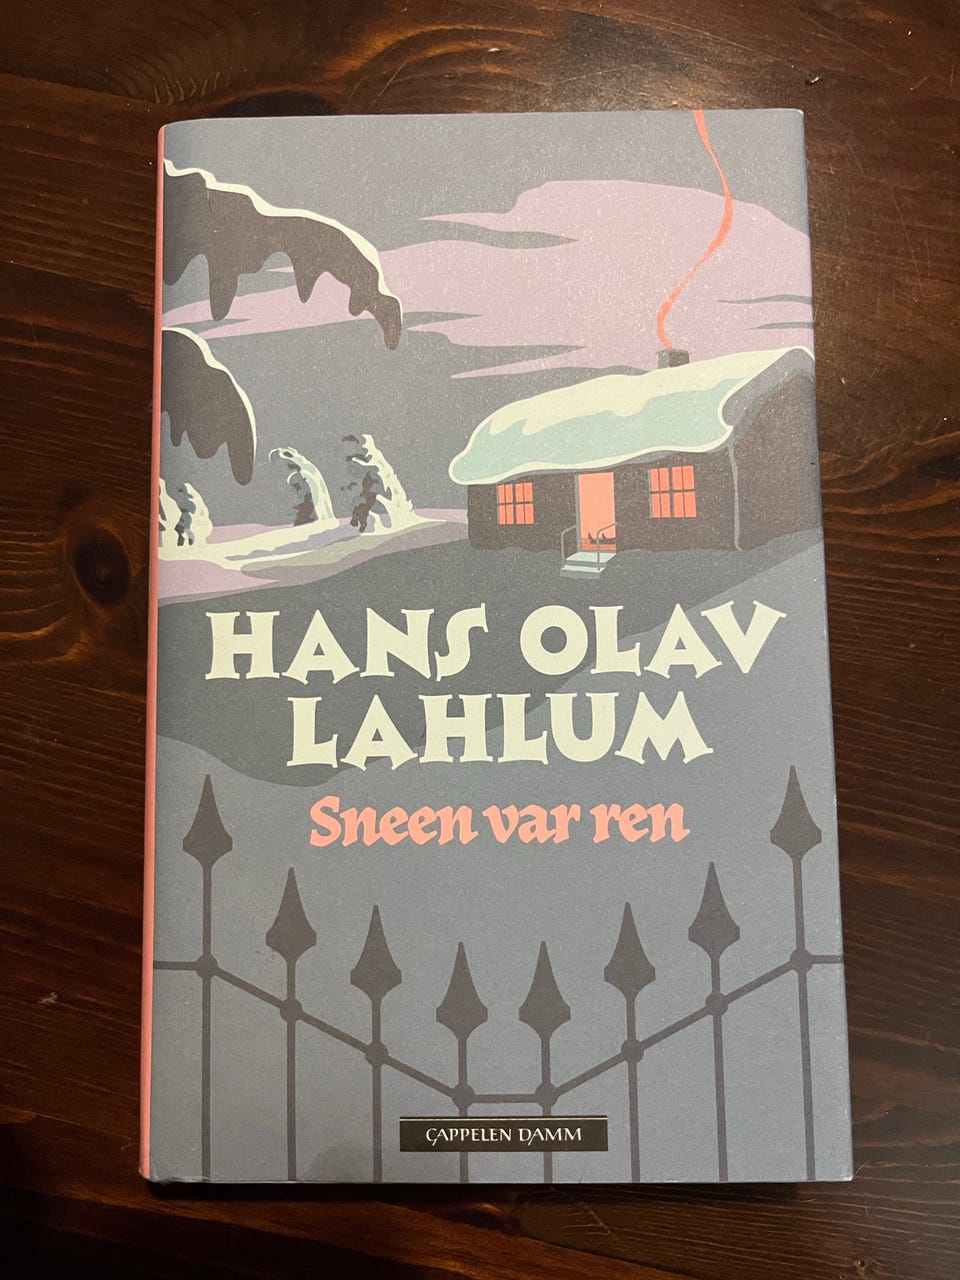 HANS OLAV
LAHLUM
Sneen var ren
CAPPELEN DAMM